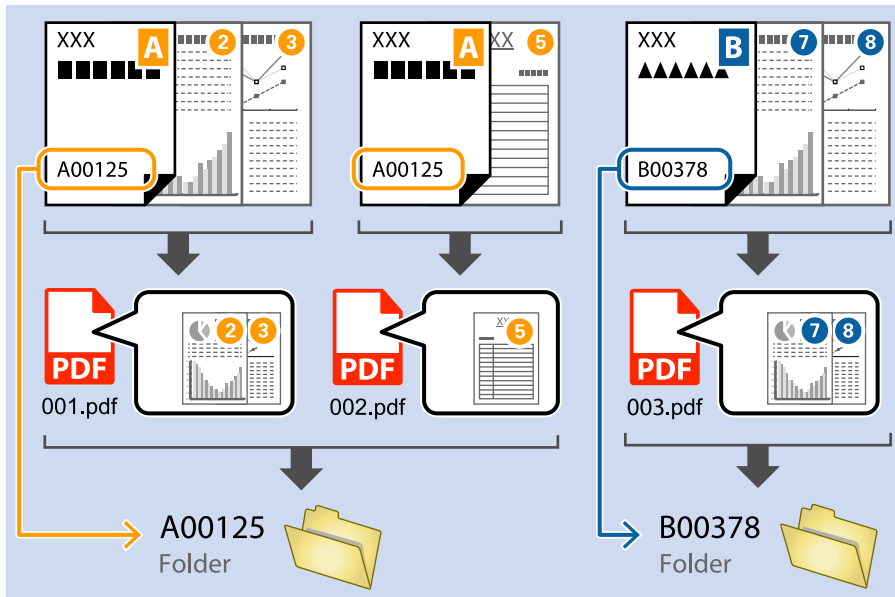 XXX A 2 3
A00125
XXX A XX 5
A00125
XXX B 7 8
B00378
2 3
PDF
001.pdf
XX 5
PDF
002.pdf
7 8
PDF
003.pdf
A00125
Folder
B00378
Folder